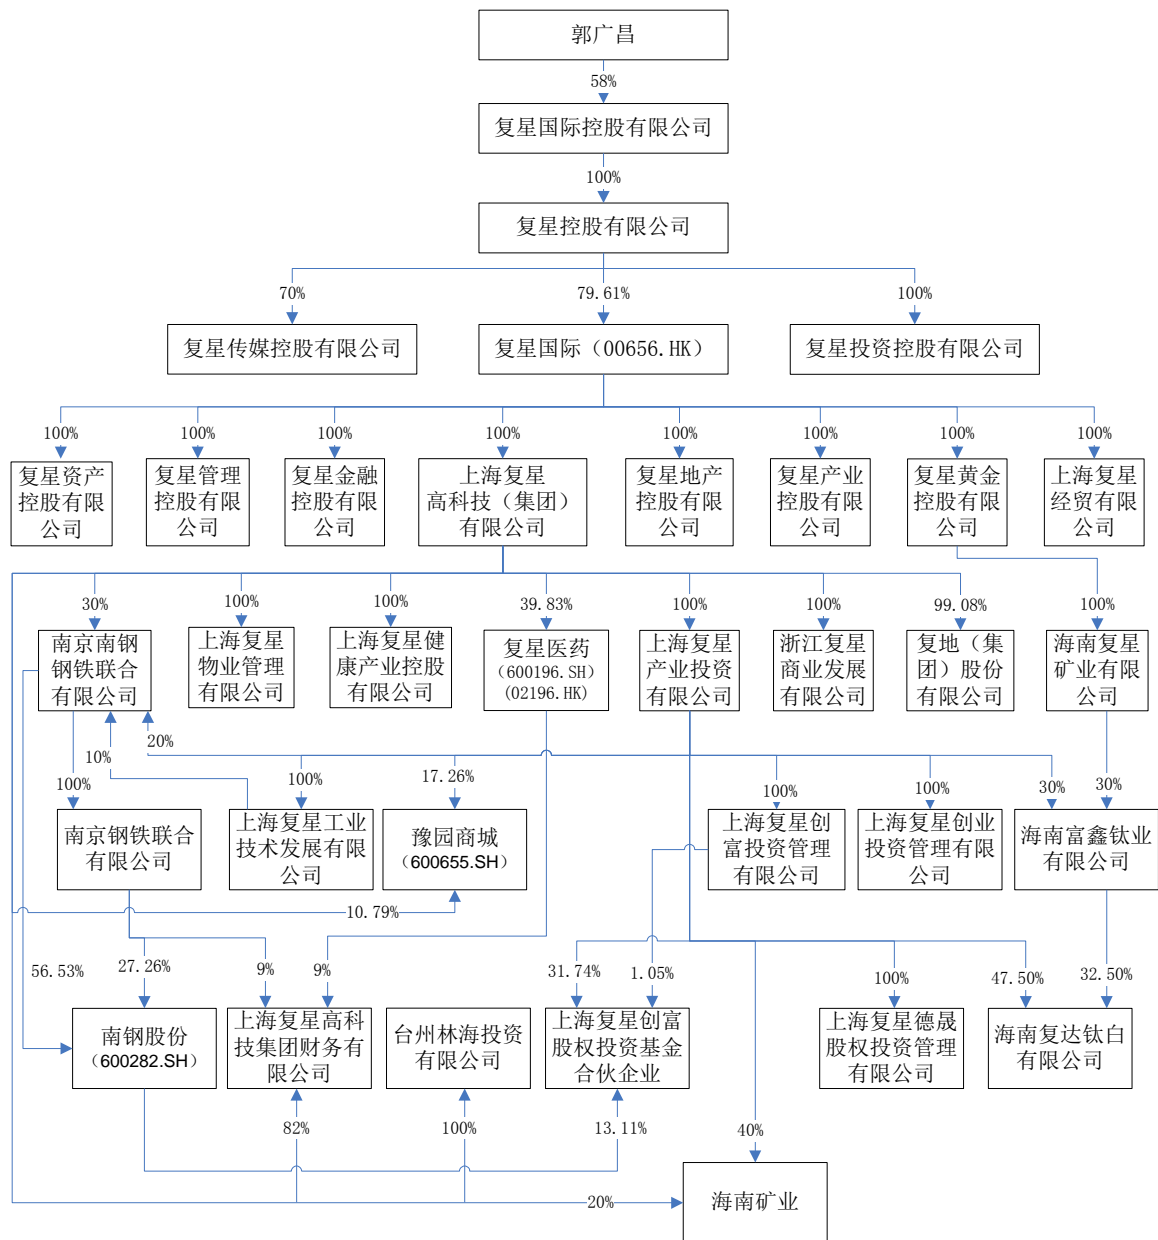 郭广昌
58%
复星国际控股有限公司
100%
复星控股有限公司
70%
79.61%
100%
复星传媒控股有限公司
复星国际（00656.HK）
复星投资控股有限公司
100%
100%
100%
100%
100%
100%
100%
100%
复星资产
控股有限
公司
复星管理
控股有限
公司
复星金融
控股有限
公司
上海复星
高科技（集团）
有限公司
复星地产
控股有限
公司
复星产业
控股有限
公司
复星黄金
控股有限
公司
上海复星
经贸有限
公司
30%
100%
100%
39.83%
100%
100%
99.08%
100%
南京南钢
钢铁联合
有限公司
上海复星
物业管理
有限公司
上海复星健
康产业控股
有限公司
复星医药
(600196.SH)
(02196.HK)
上海复星
产业投资
有限公司
浙江复星
商业发展
有限公司
复地（集
团）股份
有限公司
海南复星
矿业有限
公司
20%
10%
100%
100%
17.26%
100%
100%
30%
30%
南京钢铁联合
有限公司
上海复星工业
技术发展有限
公司
豫园商城
（600655.SH）
上海复星创
富投资管理
有限公司
上海复星创业
投资管理有限
公司
海南富鑫钛业
有限公司
10.79%
56.53%
27.26%
9%
9%
31.74%
1.05%
100%
47.50%
32.50%
南钢股份
（600282.SH）
上海复星高科
技集团财务有
限公司
台州林海投资
有限公司
上海复星创富
股权投资基金
合伙企业
上海复星德晟
股权投资管理
有限公司
海南复达钛白
有限公司
82%
100%
13.11%
40%
20%
海南矿业